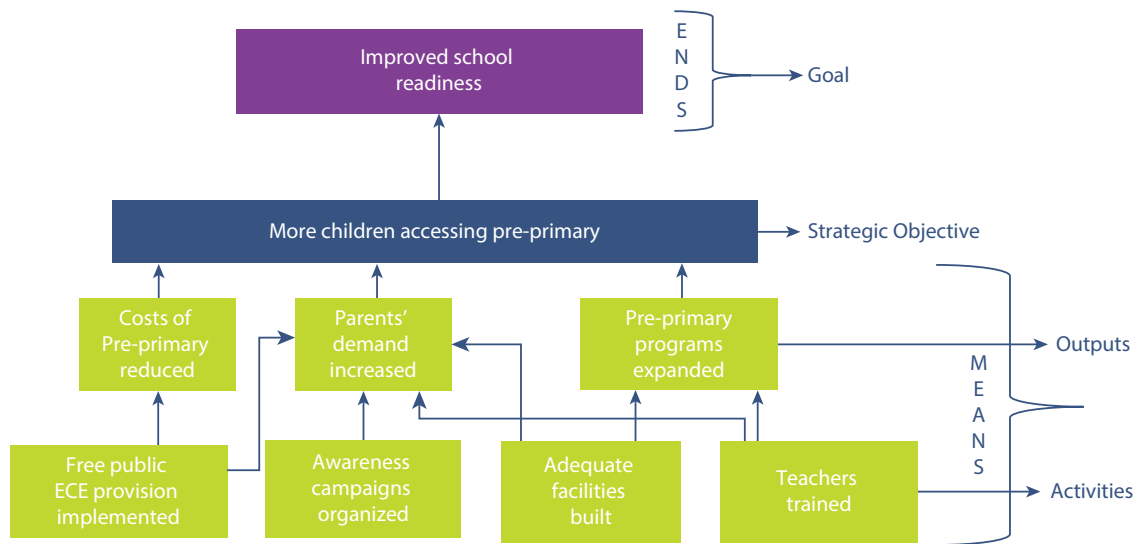 Improved school
readiness
E
N
D
S
Goal
More children accessing pre-primary
Strategic Objective
Costs of
Pre-primary
reduced
Parents'
demand
increased
Pre-primary
programs
expanded
Outputs
M
E
A
N
S
Free public
ECE provision
implemented
Awareness
campaigns
organized
Adequate
facilities
built
Teachers
trained
Activities